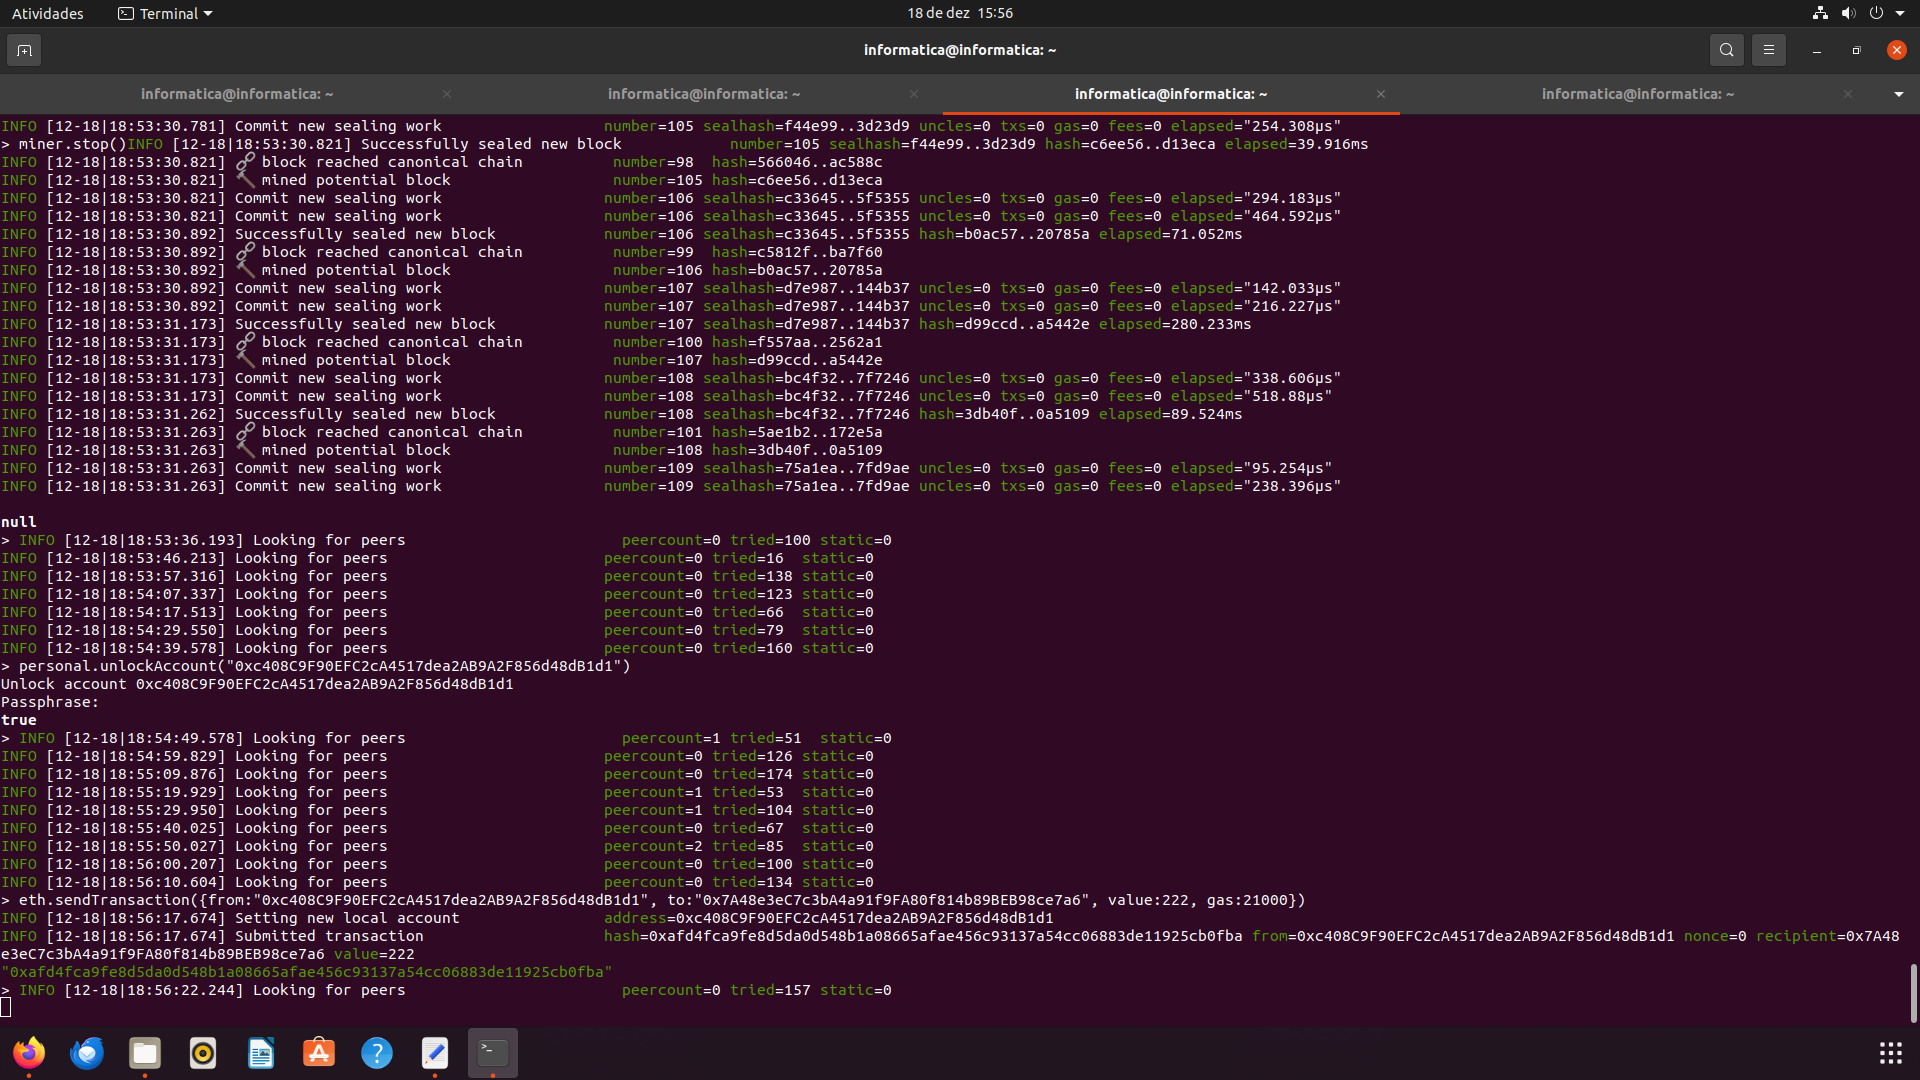 Atividades Terminal 18 de dez 15:56
informatica@informatica: ~
informatica@informatica: ~ informatica@informatica: ~ informatica@informatica: ~ informatica@informatica: ~
INFO [12-18|18:53:30.781] Commit new sealing work number=105 sealhash=f44e99..3d23d9 uncles=0 txs=0 gas=0 fees=0 elapsed="254.308µs"
> miner.stop()INFO [12-18|18:53:30.821] Successfully sealed new block number=105 sealhash=f44e99..3d23d9 hash=c6ee56..d13eca elapsed=39.916ms
INFO [12-18|18:53:30.821] 🔗 block reached canonical chain number=98 hash=566046..ac588c
INFO [12-18|18:53:30.821] 🔨 mined potential block number=105 hash=c6ee56..d13eca
INFO [12-18|18:53:30.821] Commit new sealing work number=106 sealhash=c33645..5f5355 uncles=0 txs=0 gas=0 fees=0 elapsed="294.183µs"
INFO [12-18|18:53:30.821] Commit new sealing work number=106 sealhash=c33645..5f5355 uncles=0 txs=0 gas=0 fees=0 elapsed="464.592µs"
INFO [12-18|18:53:30.892] Successfully sealed new block number=106 sealhash=c33645..5f5355 hash=b0ac57..20785a elapsed=71.052ms
INFO [12-18|18:53:30.892] 🔗 block reached canonical chain number=99 hash=c5812f..ba7f60
INFO [12-18|18:53:30.892] 🔨 mined potential block number=106 hash=b0ac57..20785a
INFO [12-18|18:53:30.892] Commit new sealing work number=107 sealhash=d7e987..144b37 uncles=0 txs=0 gas=0 fees=0 elapsed="142.033µs"
INFO [12-18|18:53:30.892] Commit new sealing work number=107 sealhash=d7e987..144b37 uncles=0 txs=0 gas=0 fees=0 elapsed="216.227µs"
INFO [12-18|18:53:31.173] Successfully sealed new block number=107 sealhash=d7e987..144b37 hash=d99ccd..a5442e elapsed=280.233ms
INFO [12-18|18:53:31.173] 🔗 block reached canonical chain number=100 hash=f557aa..2562a1
INFO [12-18|18:53:31.173] 🔨 mined potential block number=107 hash=d99ccd..a5442e
INFO [12-18|18:53:31.173] Commit new sealing work number=108 sealhash=bc4f32..7f7246 uncles=0 txs=0 gas=0 fees=0 elapsed="338.606µs"
INFO [12-18|18:53:31.173] Commit new sealing work number=108 sealhash=bc4f32..7f7246 uncles=0 txs=0 gas=0 fees=0 elapsed="518.88µs"
INFO [12-18|18:53:31.262] Successfully sealed new block number=108 sealhash=bc4f32..7f7246 hash=3db40f..0a5109 elapsed=89.524ms
INFO [12-18|18:53:31.263] 🔗 block reached canonical chain number=101 hash=5ae1b2..172e5a
INFO [12-18|18:53:31.263] 🔨 mined potential block number=108 hash=3db40f..0a5109
INFO [12-18|18:53:31.263] Commit new sealing work number=109 sealhash=75a1ea..7fd9ae uncles=0 txs=0 gas=0 fees=0 elapsed="95.254µs"
INFO [12-18|18:53:31.263] Commit new sealing work number=109 sealhash=75a1ea..7fd9ae uncles=0 txs=0 gas=0 fees=0 elapsed="238.396µs"
null
> INFO [12-18|18:53:36.193] Looking for peers peercount=0 tried=100 static=0
INFO [12-18|18:53:46.213] Looking for peers peercount=0 tried=16 static=0
INFO [12-18|18:53:57.316] Looking for peers peercount=0 tried=138 static=0
INFO [12-18|18:54:07.337] Looking for peers peercount=0 tried=123 static=0
INFO [12-18|18:54:17.513] Looking for peers peercount=0 tried=66 static=0
INFO [12-18|18:54:29.550] Looking for peers peercount=0 tried=79 static=0
INFO [12-18|18:54:39.578] Looking for peers peercount=0 tried=160 static=0
> personal.unlockAccount("0xc408C9F90EFC2cA4517dea2AB9A2F856d48dB1d1")
Unlock account 0xc408C9F90EFC2cA4517dea2AB9A2F856d48dB1d1
Passphrase:
true
> INFO [12-18|18:54:49.578] Looking for peers peercount=1 tried=51 static=0
INFO [12-18|18:54:59.829] Looking for peers peercount=0 tried=126 static=0
INFO [12-18|18:55:09.876] Looking for peers peercount=0 tried=174 static=0
INFO [12-18|18:55:19.929] Looking for peers peercount=1 tried=53 static=0
INFO [12-18|18:55:29.950] Looking for peers peercount=1 tried=104 static=0
INFO [12-18|18:55:40.025] Looking for peers peercount=0 tried=67 static=0
INFO [12-18|18:55:50.027] Looking for peers peercount=2 tried=85 static=0
INFO [12-18|18:56:00.207] Looking for peers peercount=0 tried=100 static=0
INFO [12-18|18:56:10.604] Looking for peers peercount=0 tried=134 static=0
> eth.sendTransaction({from:"0xc408C9F90EFC2cA4517dea2AB9A2F856d48dB1d1", to:"0x7A48e3eC7c3bA4a91f9FA80f814b89BEB98ce7a6", value:222, gas:21000})
INFO [12-18|18:56:17.674] Setting new local account address=0xc408C9F90EFC2cA4517dea2AB9A2F856d48dB1d1
INFO [12-18|18:56:17.674] Submitted transaction hash=0xafd4fca9fe8d5da0d548b1a08665afae456c93137a54cc06883de11925cb0fba from=0xc408C9F90EFC2cA4517dea2AB9A2F856d48dB1d1 nonce=0 recipient=0x7A48
e3eC7c3bA4a91f9FA80f814b89BEB98ce7a6 value=222
"0xafd4fca9fe8d5da0d548b1a08665afae456c93137a54cc06883de11925cb0fba"
> INFO [12-18|18:56:22.244] Looking for peers peercount=0 tried=157 static=0